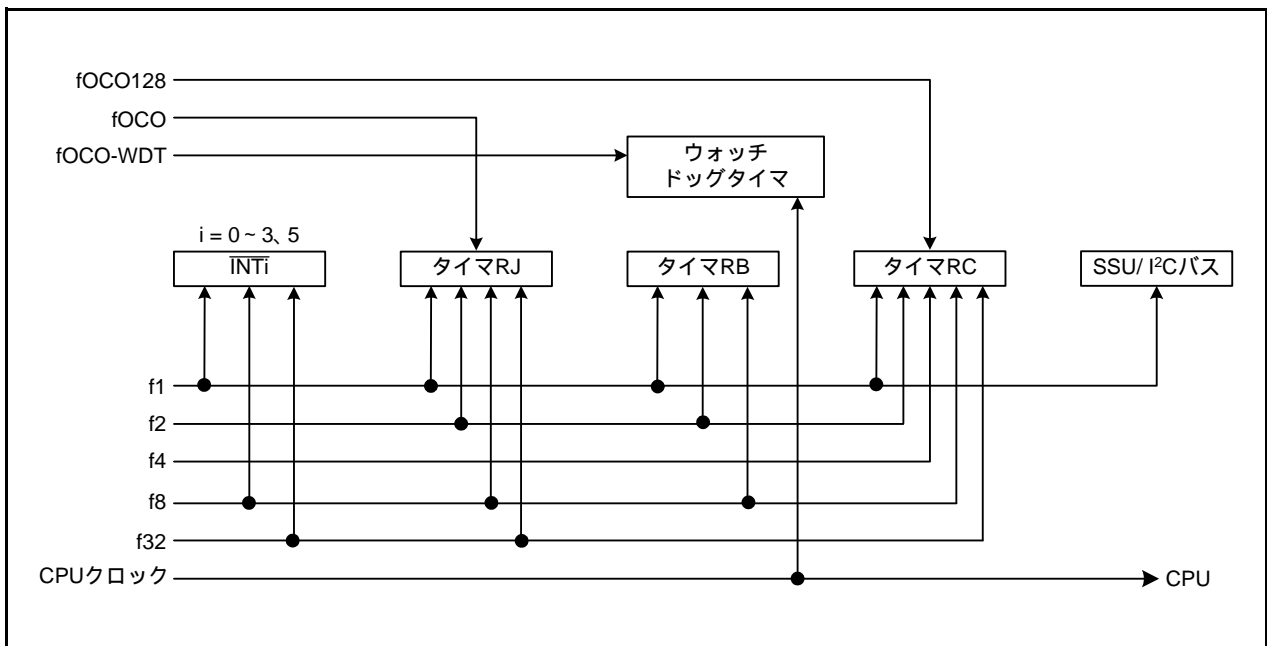 fOCO128
fOCO
fOCO-WDT
ウォッチ
ドッグタイマ
i = 0 ~ 3、5
INTi
タイマRJ
タイマRB
タイマRC
SSU/ I²Cバス
f1
f2
f4
f8
f32
CPUクロック
CPU